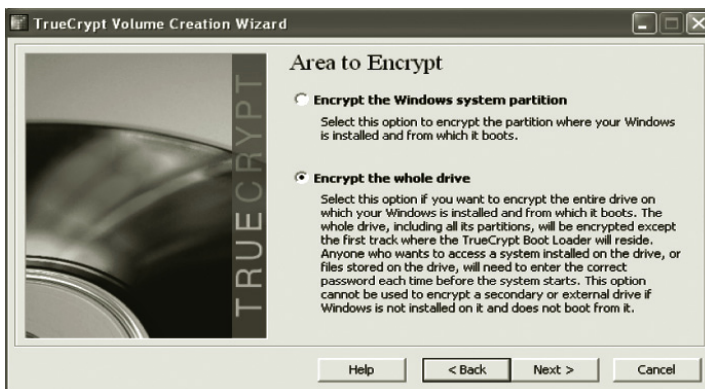 TrueCrypt Volume Creation Wizard
TRUECRYPT
Area to Encrypt
Encrypt the Windows system partition
Select this option to encrypt the partition where your Windows
is installed and from which it boots.
Encrypt the whole drive
Select this option if you want to encrypt the entire drive on
which your Windows is installed and from which it boots. The
whole drive, including all its partitions, will be encrypted except
the first track where the TrueCrypt Boot Loader will reside.
Anyone who wants to access a system installed on the drive, or
files stored on the drive, will need to enter the correct
password each time before the system starts. This option
cannot be used to encrypt a secondary or external drive if
Windows is not installed on it and does not boot from it.
Help
< Back
Next >
Cancel